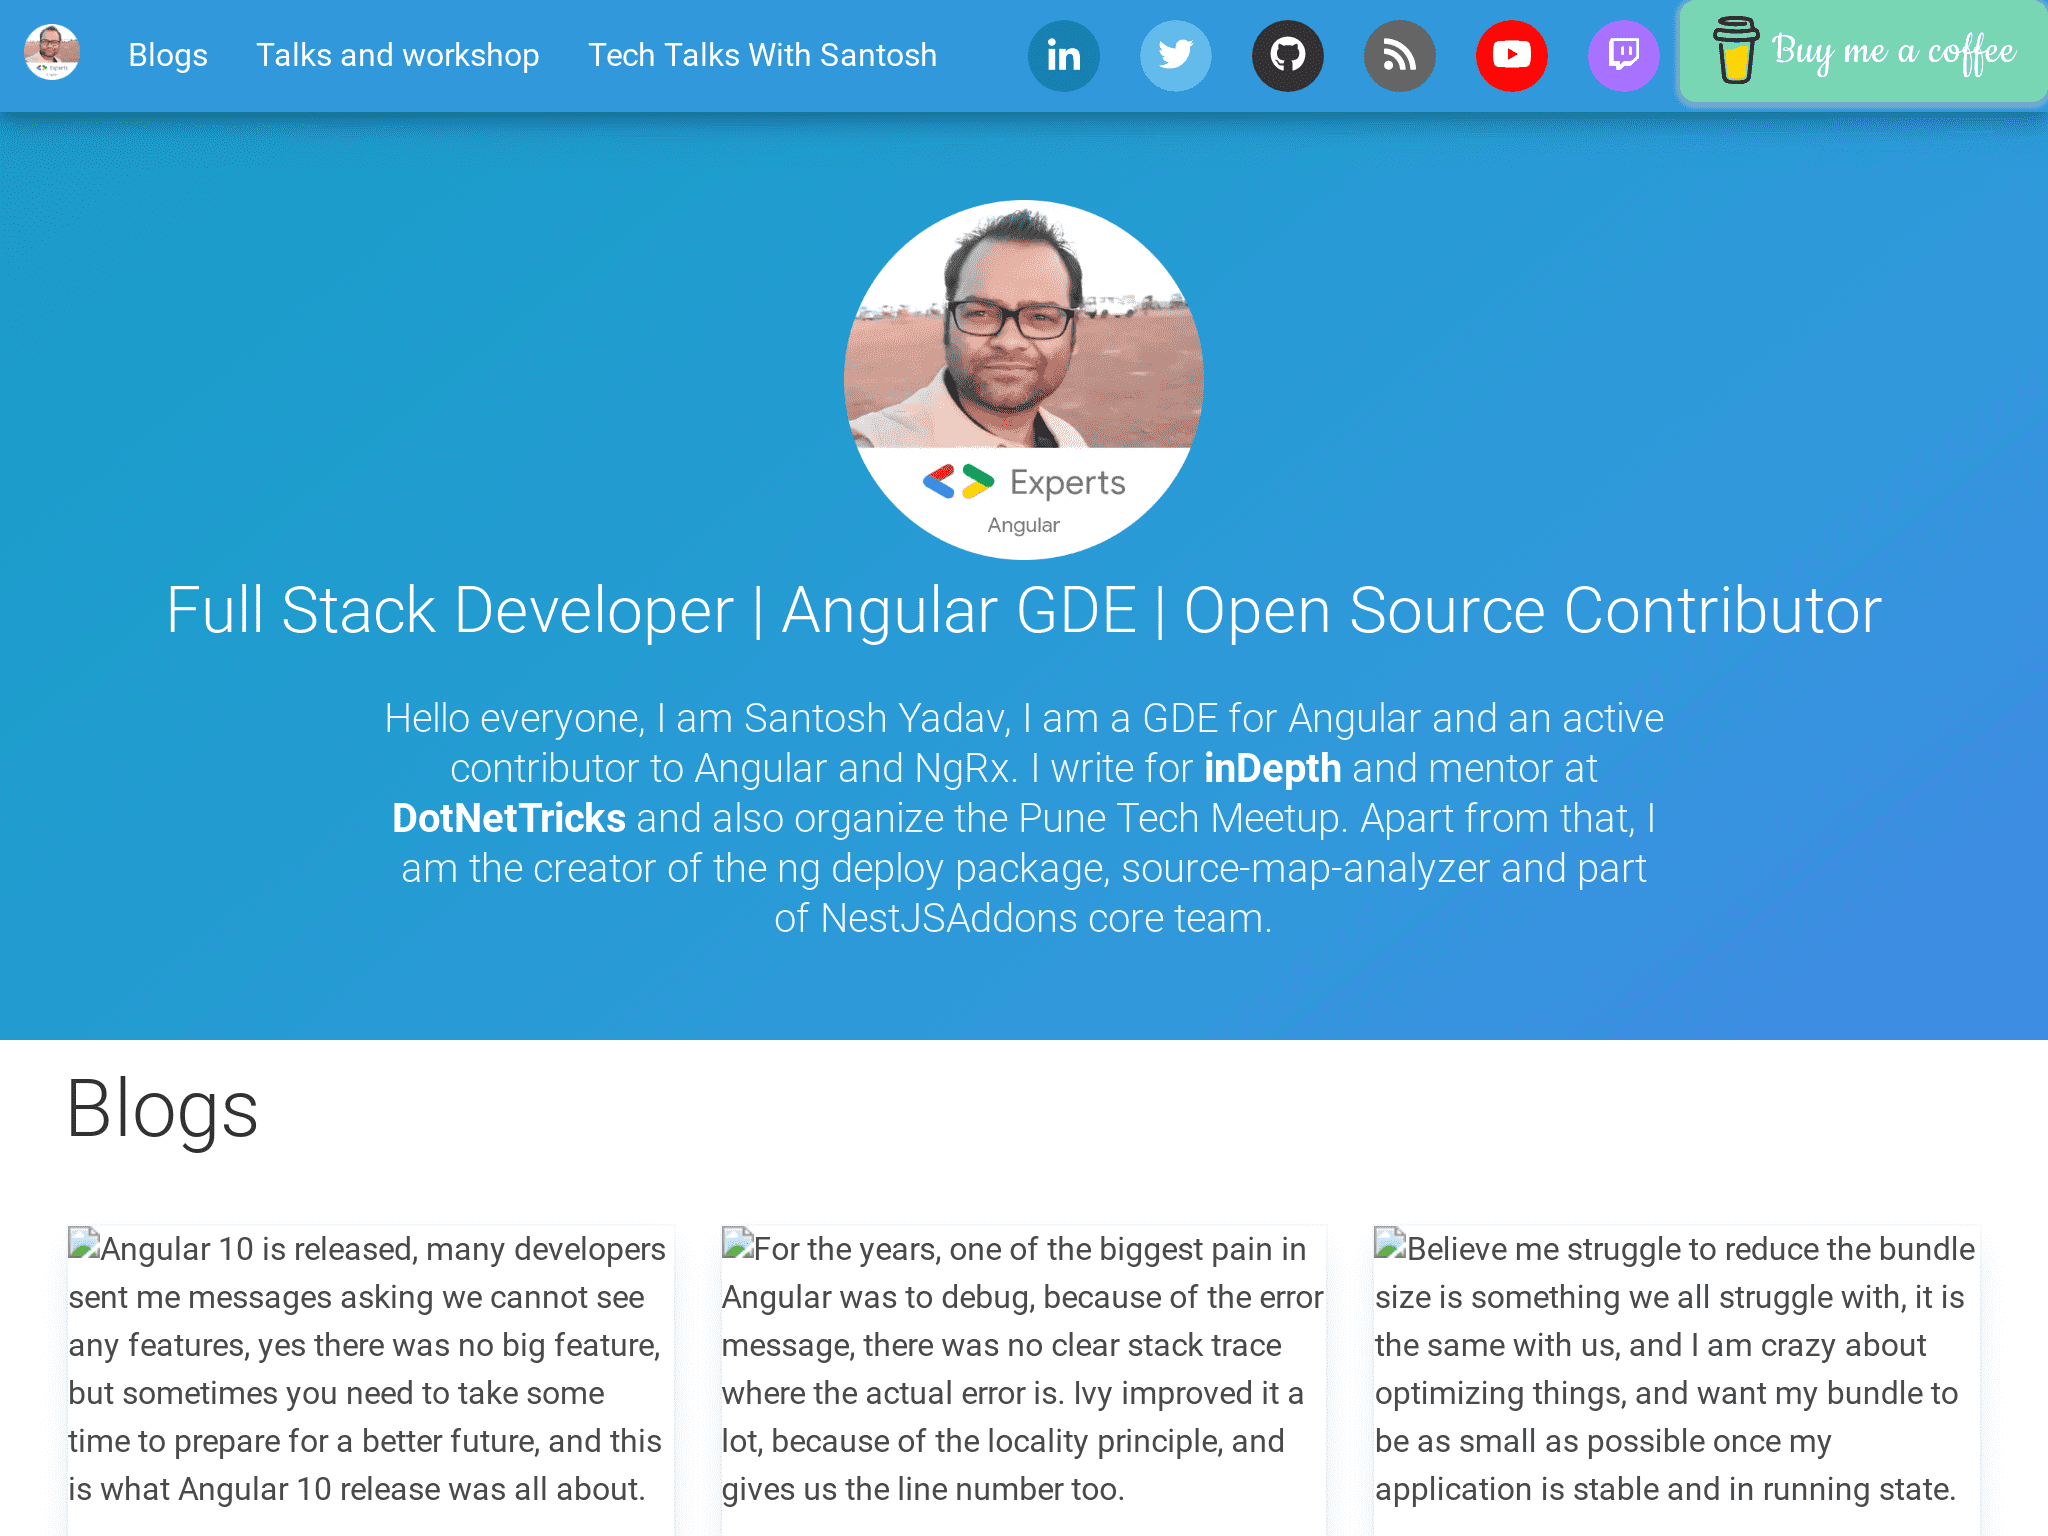 Blogs Talks and workshop Tech Talks With Santosh in Buy me a coffee
Experts
Angular
Full Stack Developer | Angular GDE | Open Source Contributor
Hello everyone, I am Santosh Yadav, I am a GDE for Angular and an active
contributor to Angular and NgRx. I write for inDepth and mentor at
DotNetTricks and also organize the Pune Tech Meetup. Apart from that, I
am the creator of the ng deploy package, source-map-analyzer and part
of NestJSAddons core team.
Blogs
Angular 10 is released, many developers
sent me messages asking we cannot see
any features, yes there was no big feature,
but sometimes you need to take some
time to prepare for a better future, and this
is what Angular 10 release was all about.
For the years, one of the biggest pain in
Angular was to debug, because of the error
message, there was no clear stack trace
where the actual error is. Ivy improved it a
lot, because of the locality principle, and
gives us the line number too.
Believe me struggle to reduce the bundle
size is something we all struggle with, it is
the same with us, and I am crazy about
optimizing things, and want my bundle to
be as small as possible once my
application is stable and in running state.